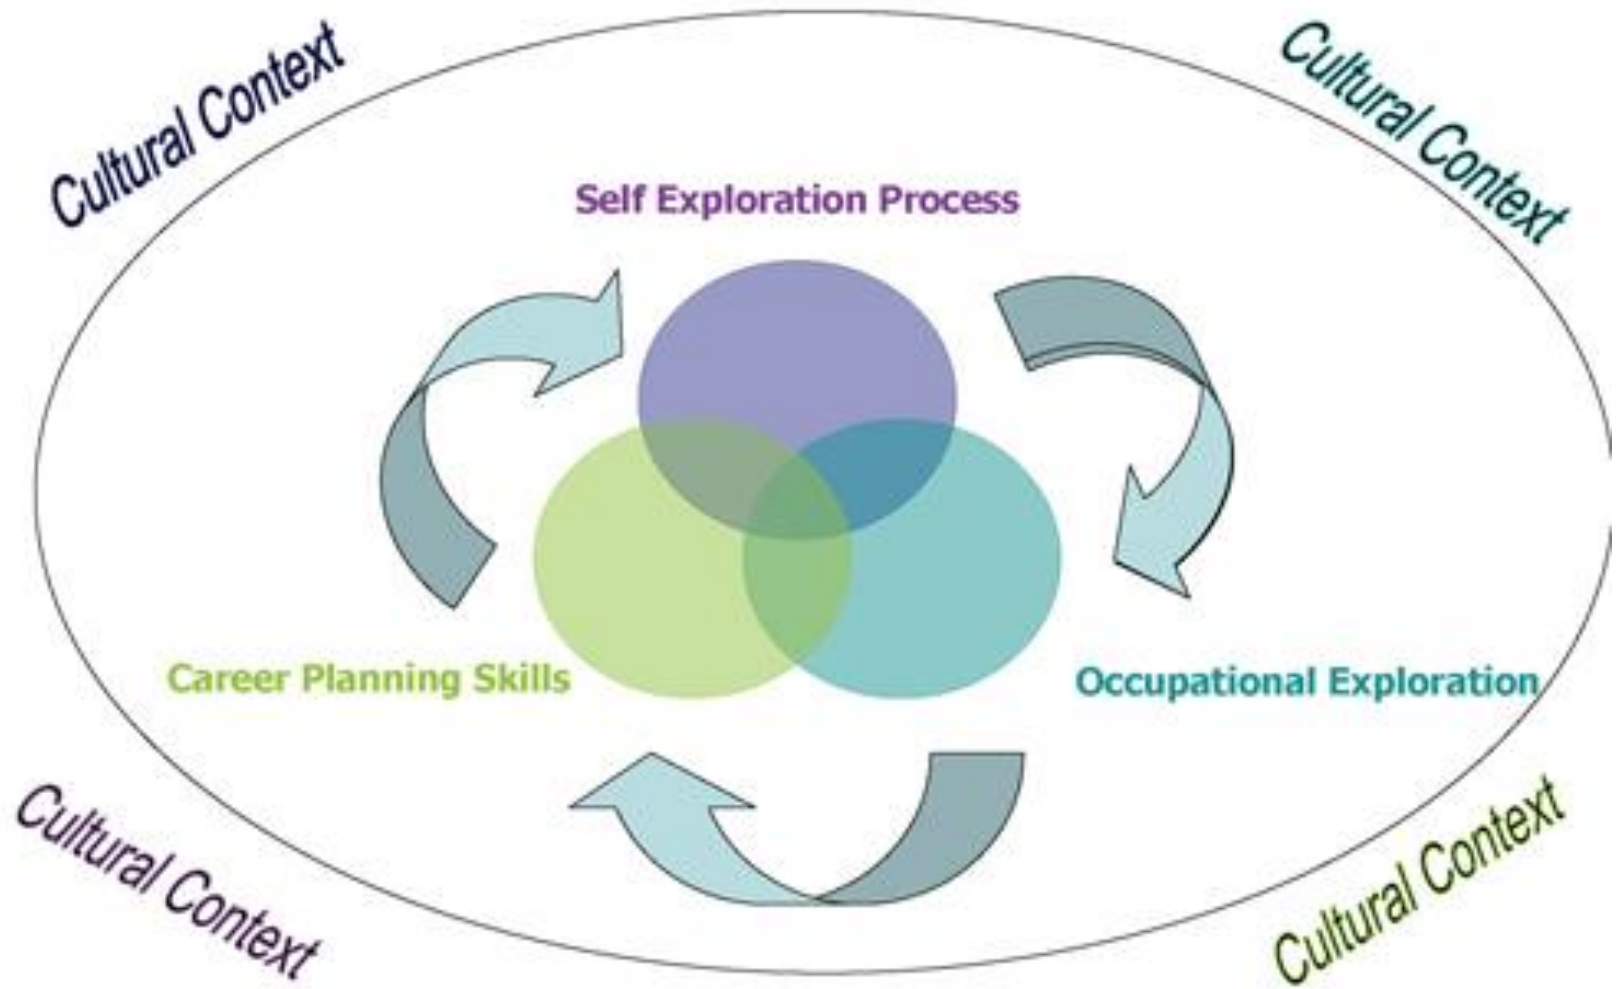 Cultural Context
Cultural Context
Self Exploration Process
Career Planning Skills
Occupational Exploration
Cultural Context
Cultural Context